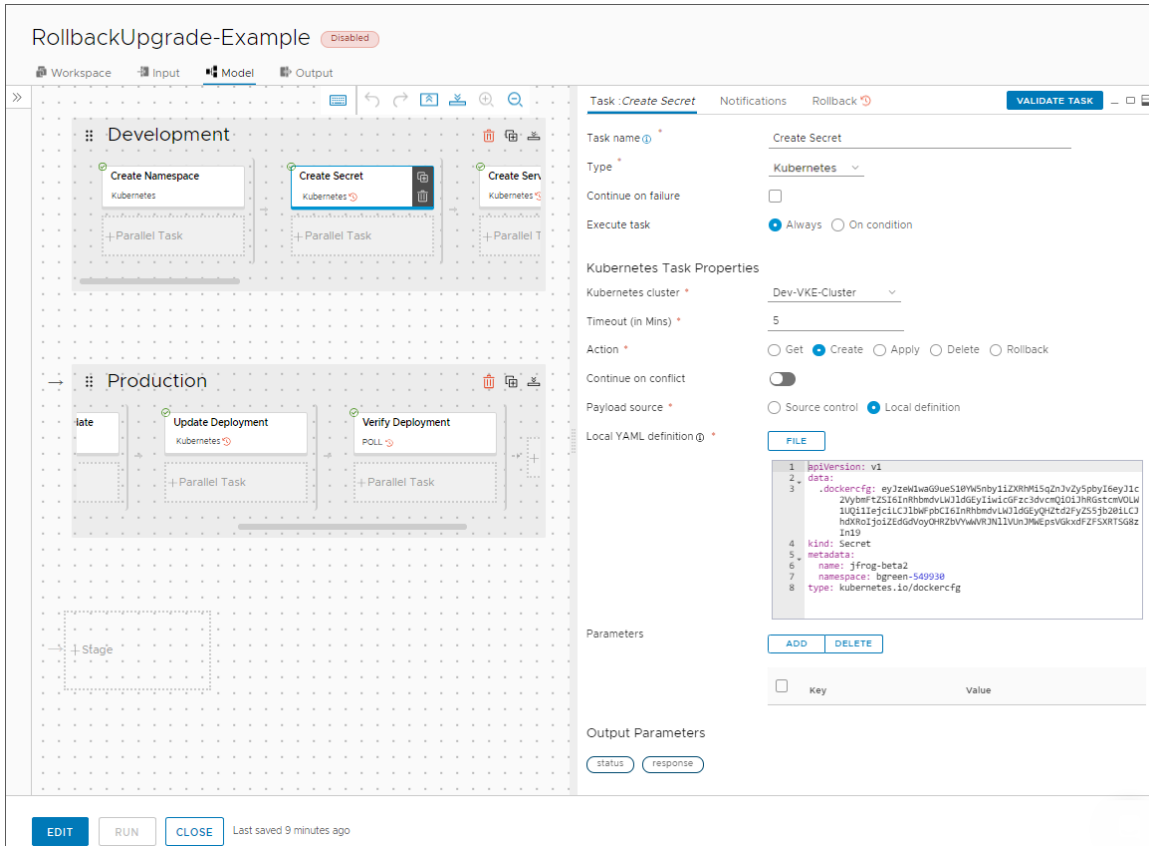 RollbackUpgrade-Example Disabled
Workspace Input Model Output
Development
Create Namespace
Kubernetes
+Parallel Task
Create Secret
Kubernetes
+Parallel Task
Create Serv
Kubernetes
+Parallel T
Production
late
Update Deployment
Kubernetes
+Parallel Task
Verify Deployment
POLL
+Parallel Task
+
+Stage
Task :Create Secret Notifications Rollback VALIDATE TASK
Task name * Create Secret
Type * Kubernetes
Continue on failure
Execute task Always On condition
Kubernetes Task Properties
Kubernetes cluster * Dev-VKE-Cluster
Timeout (in Mins) * 5
Action * Get Create Apply Delete Rollback
Continue on conflict
Payload source * Source control Local definition
Local YAML definition * FILE
1 apiVersion: v1
2 data:
3 .dockercfg:
4 kind: Secret
5 metadata:
6 name: jfrog-beta2
7 namespace: bgreen-549930
8 type: kubernetes.io/dockercfg
Parameters ADD DELETE
Key Value
Output Parameters
status response
EDIT RUN CLOSE Last saved 9 minutes ago